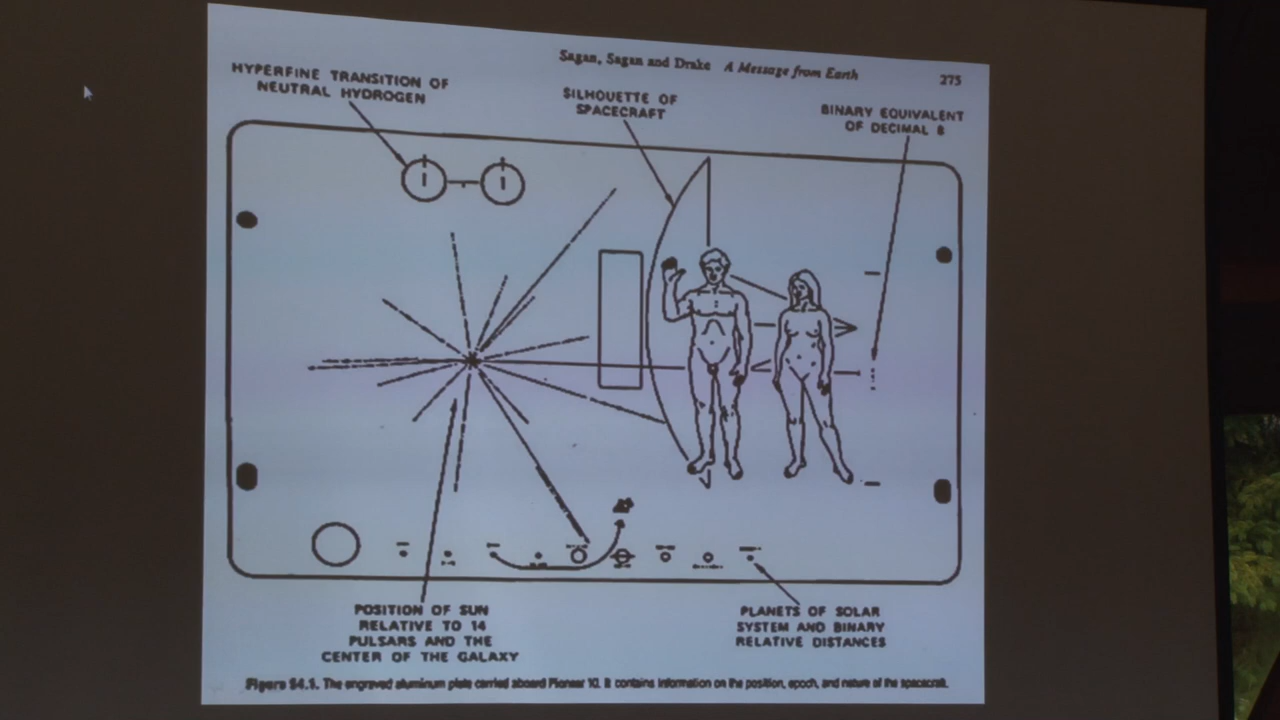 Sagan, Sagan and Drake A Message from Earth 275
HYPERFINE TRANSITION OF
NEUTRAL HYDROGEN
SILHOUETTE OF
SPACECRAFT
BINARY EQUIVALENT
OF DECIMAL 8
POSITION OF SUN
RELATIVE TO 14
PULSARS AND THE
CENTER OF THE GALAXY
PLANETS OF SOLAR
SYSTEM AND BINARY
RELATIVE DISTANCES
Figure 54.1. The engraved aluminum plate carried aboard Pioneer 10. It contains information on the position, epoch, and nature of the spacecraft.